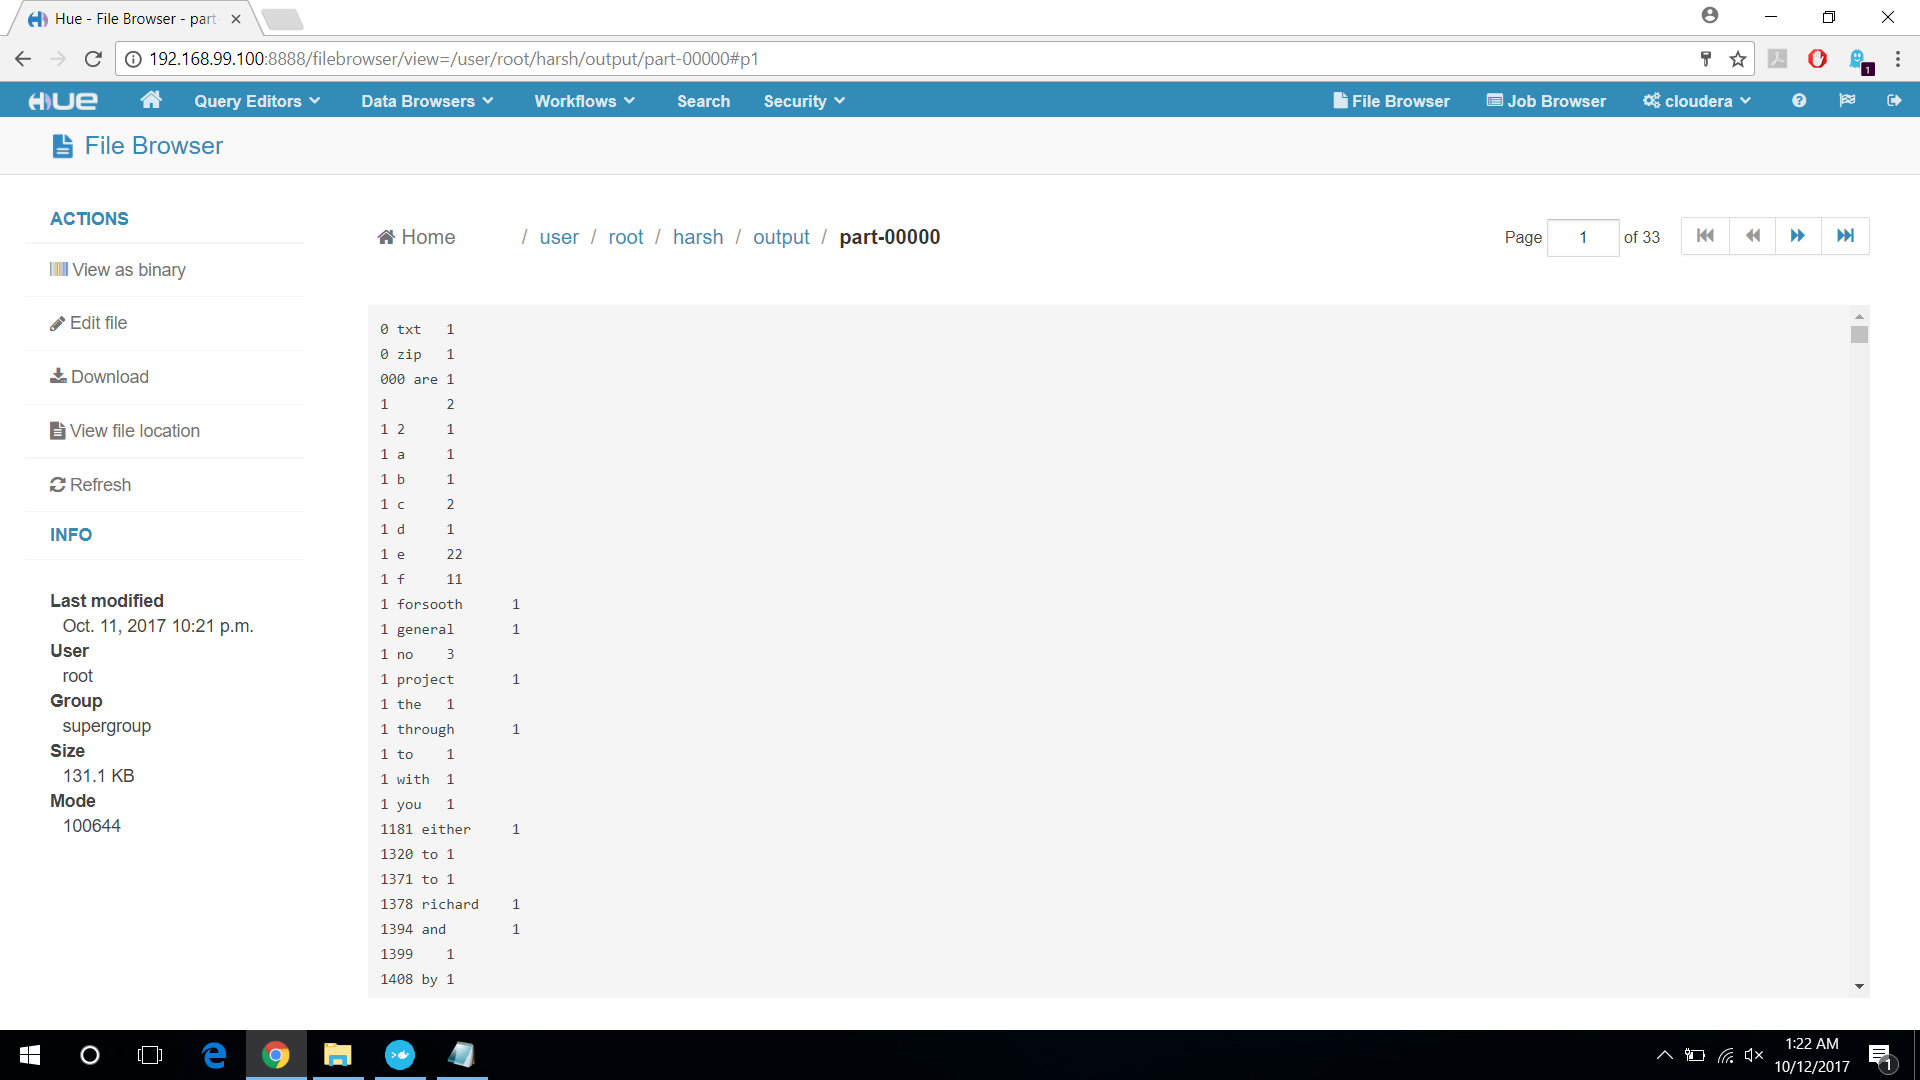 Hue - File Browser - part
192.168.99.100:8888/filebrowser/view=/user/root/harsh/output/part-00000#p1
1
HUE Query Editors Data Browsers Workflows Search Security File Browser Job Browser cloudera
File Browser
ACTIONS
View as binary
Edit file
Download
View file location
Refresh
INFO
Last modified
Oct. 11, 2017 10:21 p.m.
User
root
Group
supergroup
Size
131.1 KB
Mode
100644
Home / user / root / harsh / output / part-00000
Page 1 of 33
0 txt 1
0 zip 1
000 are 1
1 2
1 2 1
1 a 1
1 b 1
1 c 2
1 d 1
1 e 22
1 f 11
1 forsooth 1
1 general 1
1 no 3
1 project 1
1 the 1
1 through 1
1 to 1
1 with 1
1 you 1
1181 either 1
1320 to 1
1371 to 1
1378 richard 1
1394 and 1
1399 1
1408 by 1
1:22 AM
10/12/2017
1